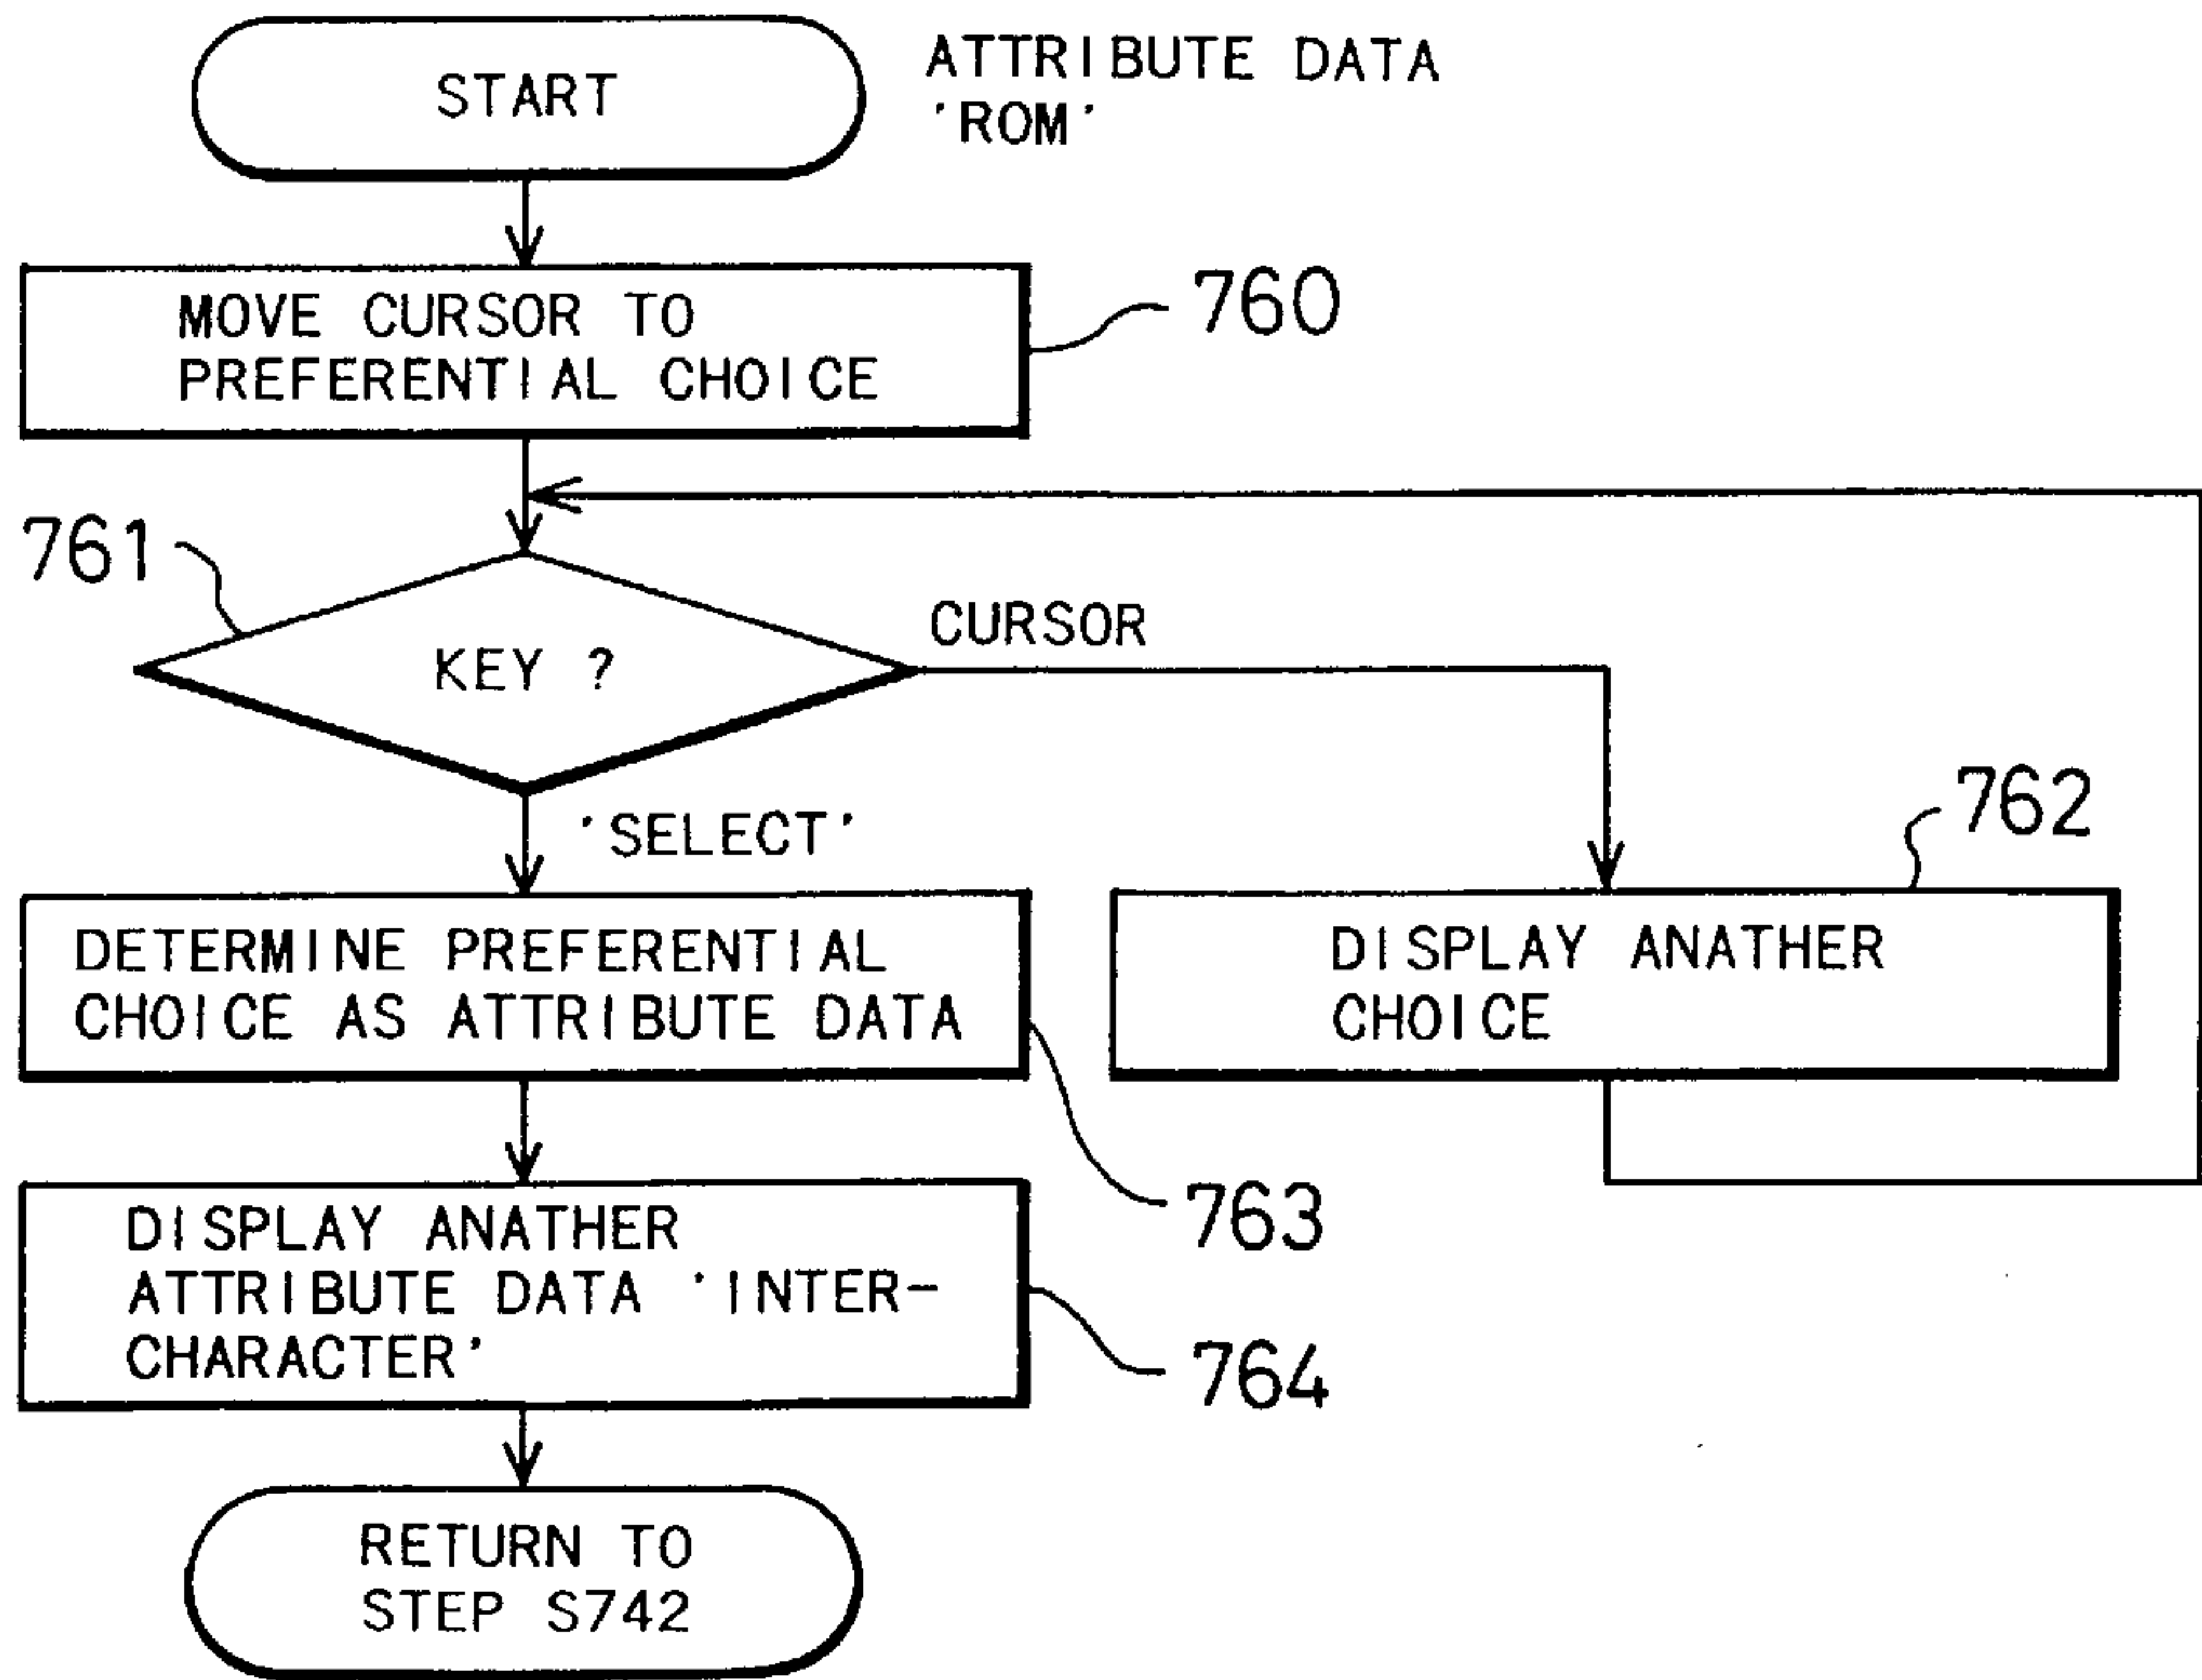 START
ATTRIBUTE DATA
'ROM'
MOVE CURSOR TO
PREFERENTIAL CHOICE
760
761
KEY ?
CURSOR
'SELECT'
762
DETERMINE PREFERENTIAL
CHOICE AS ATTRIBUTE DATA
DISPLAY ANATHER
CHOICE
763
DISPLAY ANATHER
ATTRIBUTE DATA 'INTER-
CHARACTER'
764
RETURN TO
STEP S742